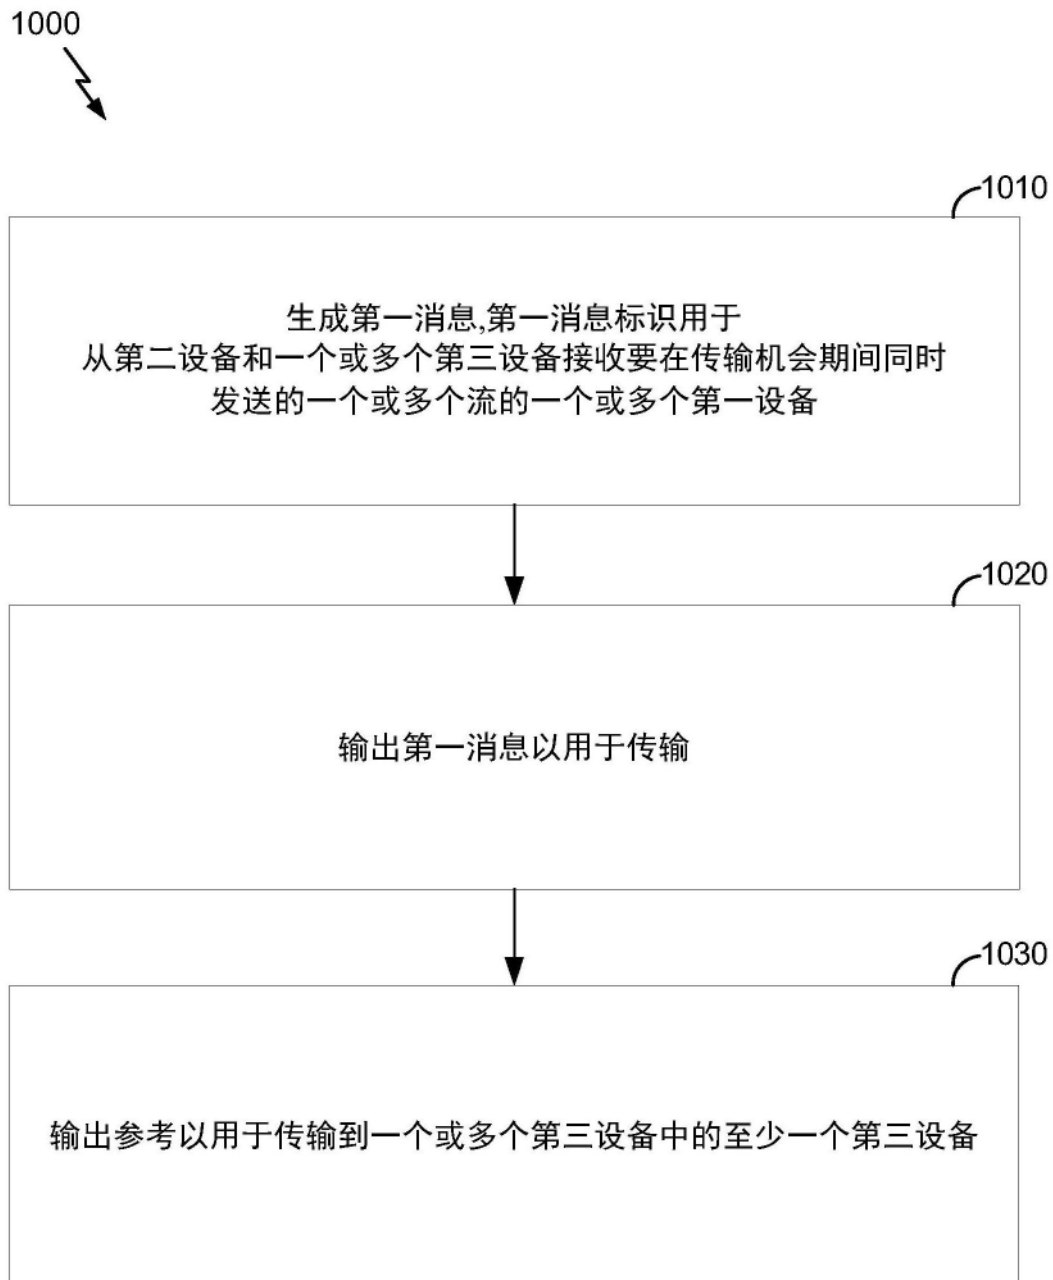 1000
1010
生成第一消息,第一消息标识用于
从第二设备和一个或多个第三设备接收要在传输机会期间同时
发送的一个或多个流的一个或多个第一设备
1020
输出第一消息以用于传输
1030
输出参考以用于传输到一个或多个第三设备中的至少一个第三设备